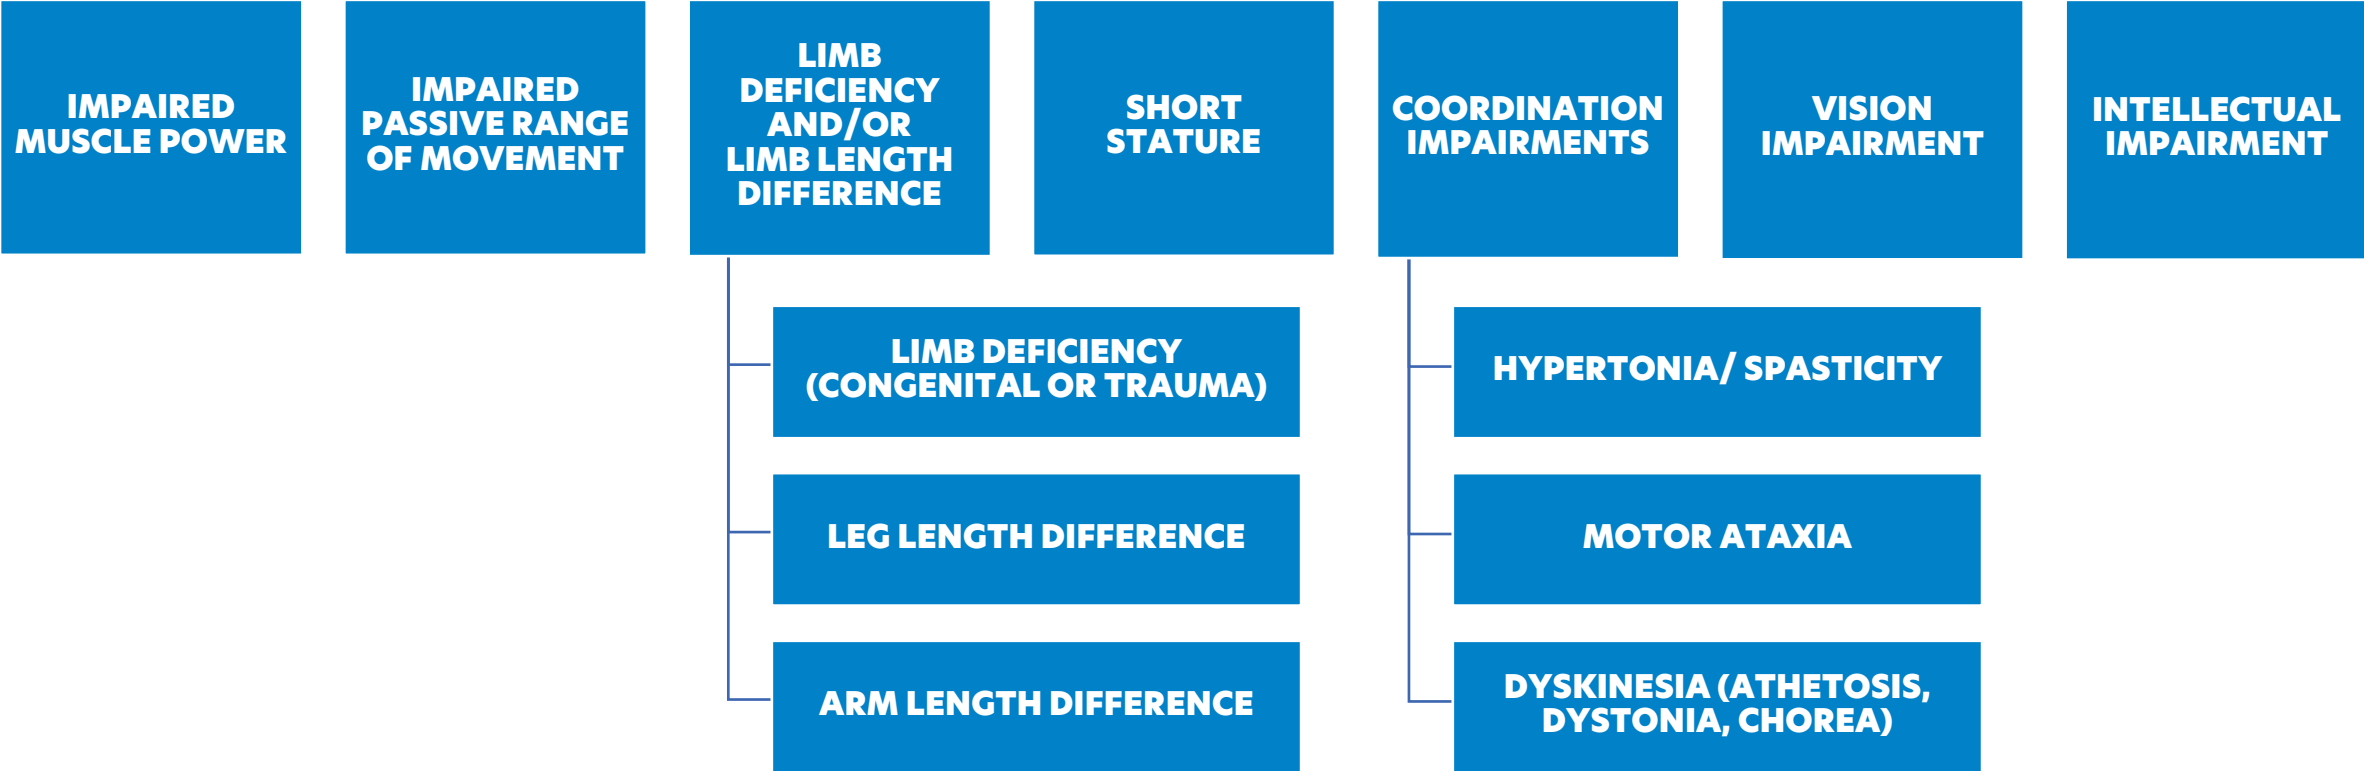 IMPAIRED
MUSCLE POWER
IMPAIRED
PASSIVE RANGE
OF MOVEMENT
LIMB
DEFICIENCY
AND/OR
LIMB LENGTH
DIFFERENCE
SHORT
STATURE
COORDINATION
IMPAIRMENTS
VISION
IMPAIRMENT
INTELLECTUAL
IMPAIRMENT
LIMB DEFICIENCY
(CONGENITAL OR TRAUMA)
LEG LENGTH DIFFERENCE
ARM LENGTH DIFFERENCE
HYPERTONIA/ SPASTICITY
MOTOR ATAXIA
DYSKINESIA (ATHETOSIS,
DYSTONIA, CHOREA)